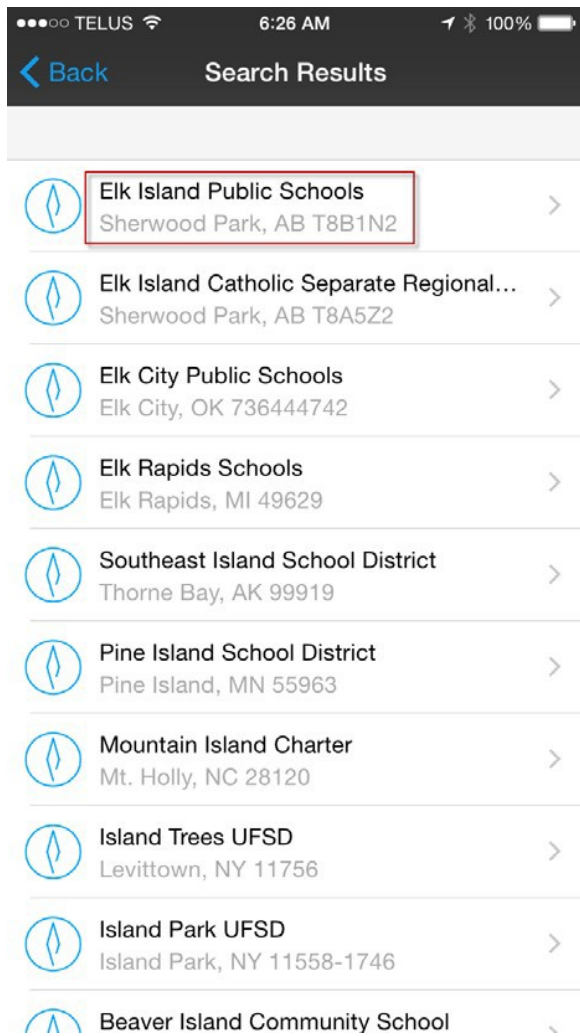 TELUS 6:26 AM 100%
Back Search Results
Elk Island Public Schools
Sherwood Park, AB T8B1N2
Elk Island Catholic Separate Regional...
Sherwood Park, AB T8A5Z2
Elk City Public Schools
Elk City, OK 736444742
Elk Rapids Schools
Elk Rapids, MI 49629
Southeast Island School District
Thorne Bay, AK 99919
Pine Island School District
Pine Island, MN 55963
Mountain Island Charter
Mt. Holly, NC 28120
Island Trees UFSD
Levittown, NY 11756
Island Park UFSD
Island Park, NY 11558-1746
Beaver Island Community School